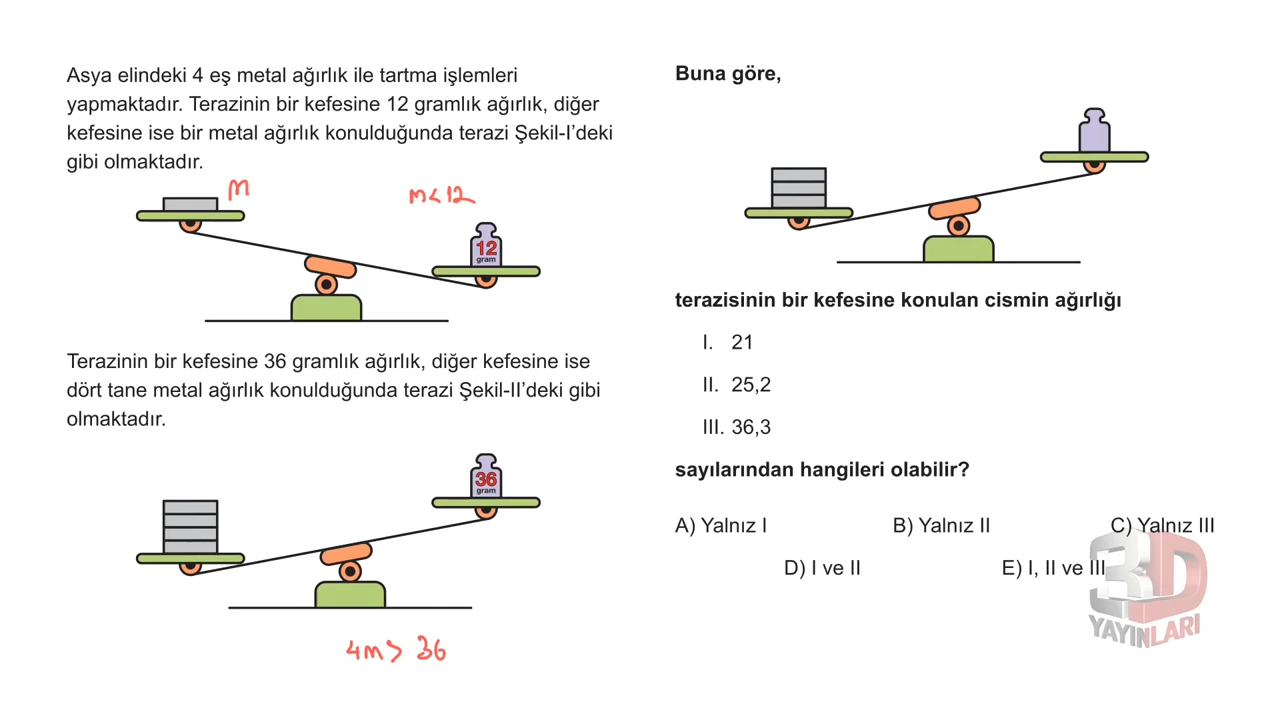 Asya elindeki 4 eş metal ağırlık ile tartma işlemleri
yapmaktadır. Terazinin bir kefesine 12 gramlık ağırlık, diğer
kefesine ise bir metal ağırlık konulduğunda terazi Şekil-I’deki
gibi olmaktadır.
m
m < 12
12
gram
Terazinin bir kefesine 36 gramlık ağırlık, diğer kefesine ise
dört tane metal ağırlık konulduğunda terazi Şekil-II’deki gibi
olmaktadır.
36
gram
4m > 36
Buna göre,
terazisinin bir kefesine konulan cismin ağırlığı
I. 21
II. 25,2
III. 36,3
sayılarından hangileri olabilir?
A) Yalnız I B) Yalnız II C) Yalnız III
D) I ve II E) I, II ve III
3D
YAYINLARI